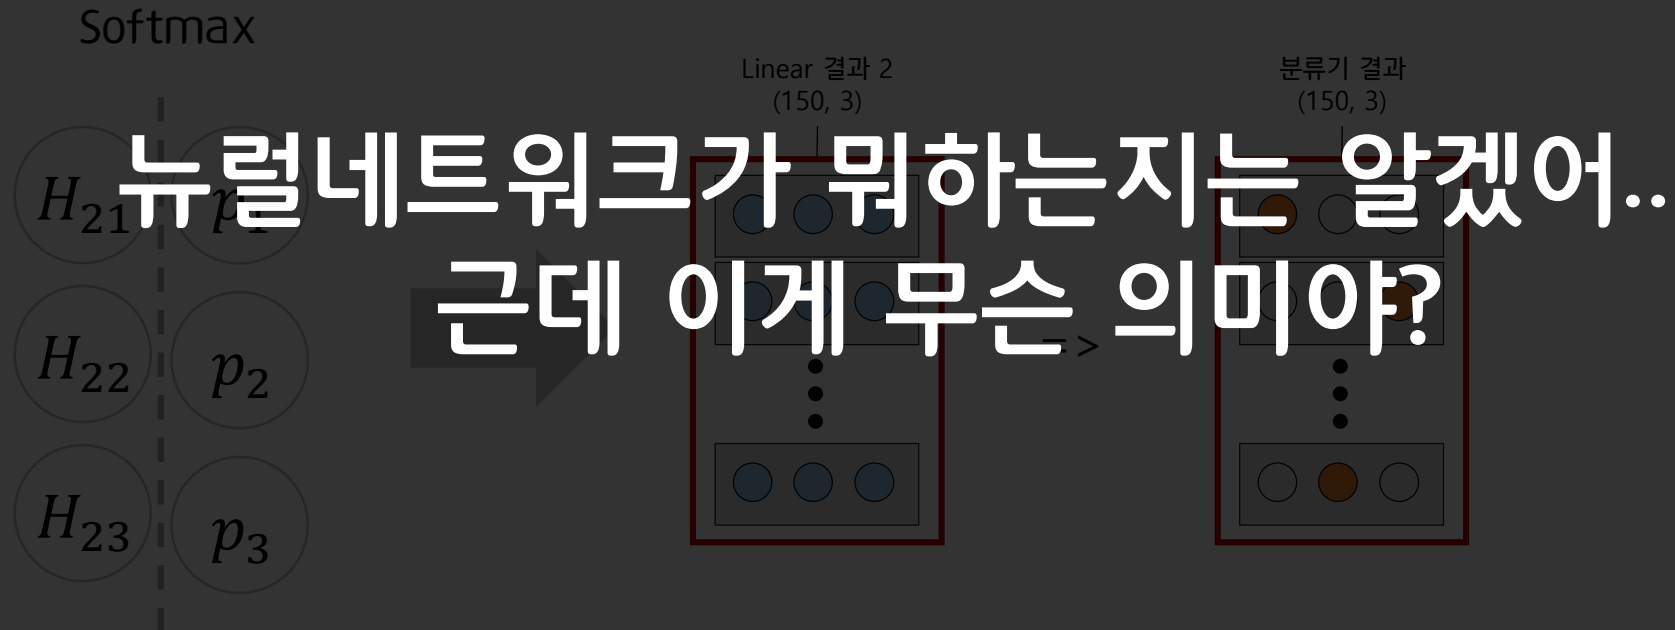 Softmax
Linear 결과 2
(150, 3)
분류기 결과
(150, 3)
뉴럴네트워크가 뭐하는지는 알겠어..
근데 이게 무슨 의미야?
H21 p1
H22 p2
H23 p3
=>